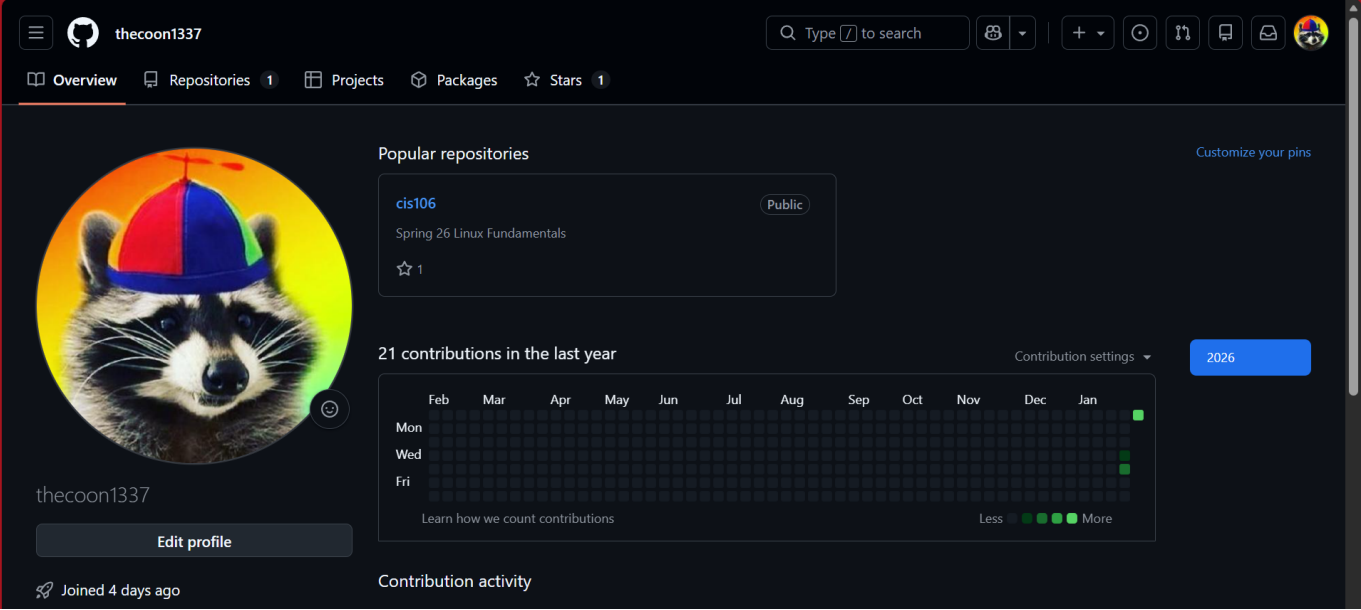 thecoon1337
Type / to search
Overview
Repositories 1
Projects
Packages
Stars 1
Popular repositories
Customize your pins
cis106
Public
Spring 26 Linux Fundamentals
1
21 contributions in the last year
Contribution settings
2026
Feb Mar Apr May Jun Jul Aug Sep Oct Nov Dec Jan
Mon
Wed
Fri
Learn how we count contributions
Less
More
thecoon1337
Edit profile
Joined 4 days ago
Contribution activity